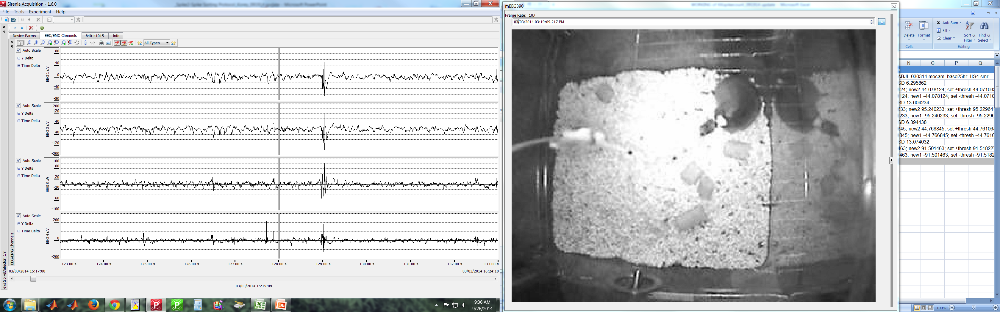 Sirenia Acquisition - 1.6.0
File Tools Experiment Help
Device Parms EEG/EMG Channels 8401:1015 Info
All Types
Auto Scale
Y Delta
Time Delta
EEG 1 uV
80
40
0
-40
-80
Auto Scale
Y Delta
Time Delta
EEG 2 uV
200
120
40
-40
-120
-200
Auto Scale
Y Delta
Time Delta
EEG 3 uV
100
60
20
-20
-60
-100
Auto Scale
Y Delta
Time Delta
EEG 4 uV
200
0
-200
EEG/EMG Channels
evalSpikeDetector_1hr
123.00 s 124.00 s 125.00 s 126.00 s 127.00 s 128.00 s 129.00 s 130.00 s 131.00 s 132.00 s 133.00 s
03/03/2014 15:17:00 03/03/2014 16:24:10
03/03/2014 15:19:09
9:36 AM
9/26/2014
mEEG390
Frame Rate: 10.
03/03/2014 03:19:09.217 PM
Delete Format
Cells
AutoSum
Fill
Clear
Sort & Filter
Find & Select
Editing
N O P Q
ABJL 030314 mecam_base25hr_IIS4.smr
SD 6.295862
124; new2 44.078124; set +thresh 44.071033
124; new1 -44.078124; set -thresh -44.0710
SD 13.604234
233; new2 95.240233; set +thresh 95.22964
233; new1 -95.240233; set -thresh -95.2296
SD 6.394438
845; new2 44.766845; set +thresh 44.76106
845; new1 -44.766845; set -thresh -44.7610
SD 13.074032
463; new2 91.501463; set +thresh 91.518227
463; new1 -91.501463; set -thresh -91.5182
100%